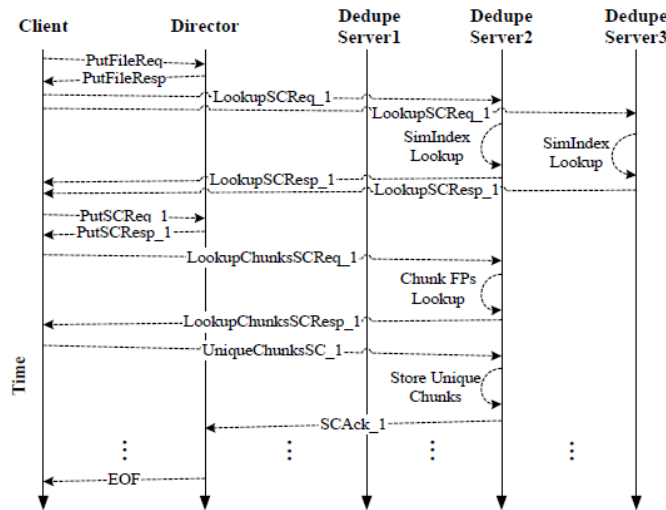 Client
Director
Dedupe
Server1
Dedupe
Server2
Dedupe
Server3
PutFileReq
PutFileResp
LookupSCReq_1
LookupSCReq_1
SimIndex
Lookup
SimIndex
Lookup
LookupSCResp_1
LookupSCResp_1
PutSCReq_1
PutSCResp_1
LookupChunksSCReq_1
Chunk FPs
Lookup
LookupChunksSCResp_1
UniqueChunksSC_1
Time
Store Unique
Chunks
SCAck_1
EOF